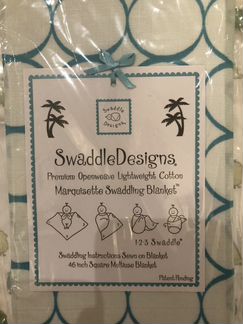 Swaddle
Designs
SwaddleDesigns
Premium Openweave Lightweight Cotton
Marquisette Swaddling Blanket™
1·2·3 Swaddle®
Swaddling Instructions Sewn on Blanket
46 inch Square Multiuse Blanket
Patent Pending